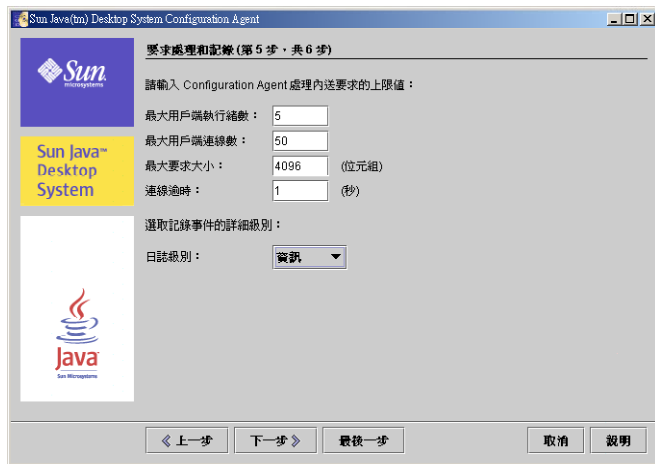 Sun Java(tm) Desktop System Configuration Agent
Sun
microsystems
Sun Java™
Desktop
System
Java
Sun Microsystems
要求處理和記錄 (第 5 步，共 6 步)
請輸入 Configuration Agent 處理內送要求的上限值：
最大用戶端執行緒數： 5
最大用戶端連線數： 50
最大要求大小： 4096 (位元組)
連線逾時： 1 (秒)
選取記錄事件的詳細級別：
日誌級別： 資訊
上一步 下一步 最後一步 取消 說明